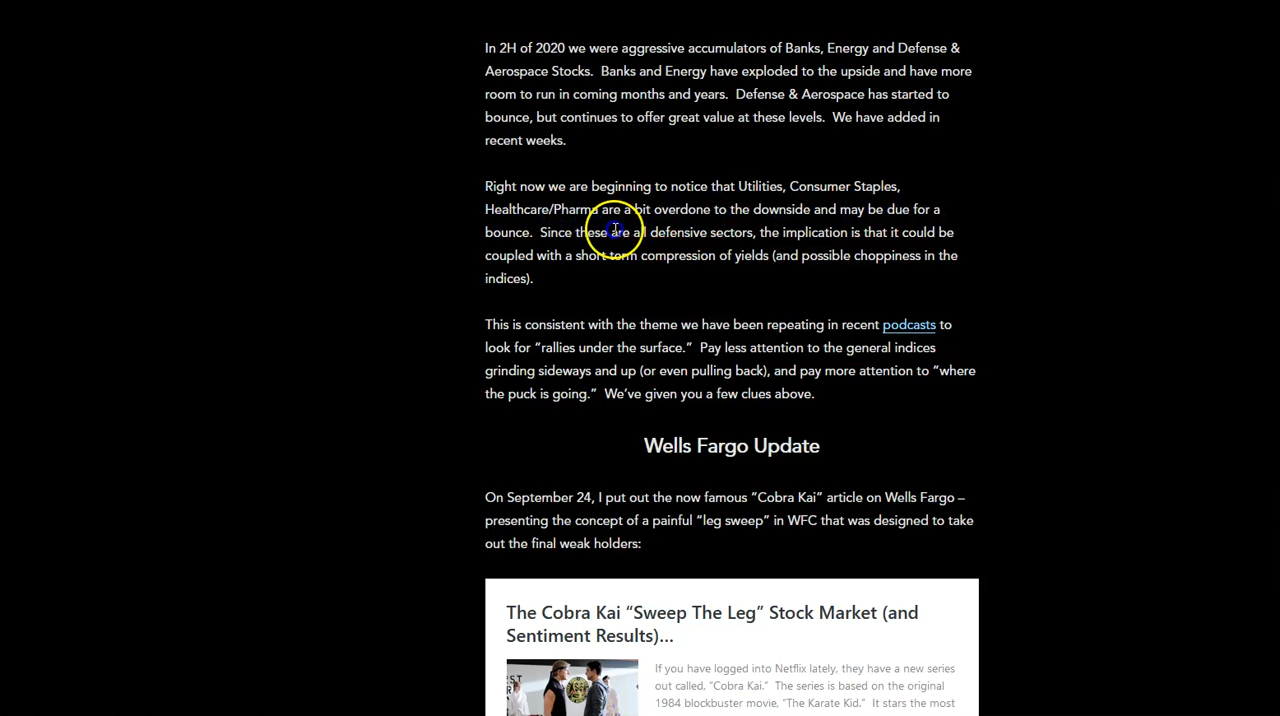 In 2H of 2020 we were aggressive accumulators of Banks, Energy and Defense &
Aerospace Stocks.  Banks and Energy have exploded to the upside and have more
room to run in coming months and years.  Defense & Aerospace has started to
bounce, but continues to offer great value at these levels.  We have added in
recent weeks.
Right now we are beginning to notice that Utilities, Consumer Staples,
Healthcare/Pharma are a bit overdone to the downside and may be due for a
bounce.  Since these are all defensive sectors, the implication is that it could be
coupled with a short term compression of yields (and possible choppiness in the
indices).
This is consistent with the theme we have been repeating in recent podcasts to
look for “rallies under the surface.”  Pay less attention to the general indices
grinding sideways and up (or even pulling back), and pay more attention to “where
the puck is going.”  We’ve given you a few clues above.
Wells Fargo Update
On September 24, I put out the now famous “Cobra Kai” article on Wells Fargo –
presenting the concept of a painful “leg sweep” in WFC that was designed to take
out the final weak holders:
The Cobra Kai “Sweep The Leg” Stock Market (and
Sentiment Results)…
If you have logged into Netflix lately, they have a new series
out called, “Cobra Kai.”  The series is based on the original
1984 blockbuster movie, “The Karate Kid.”  It stars the most